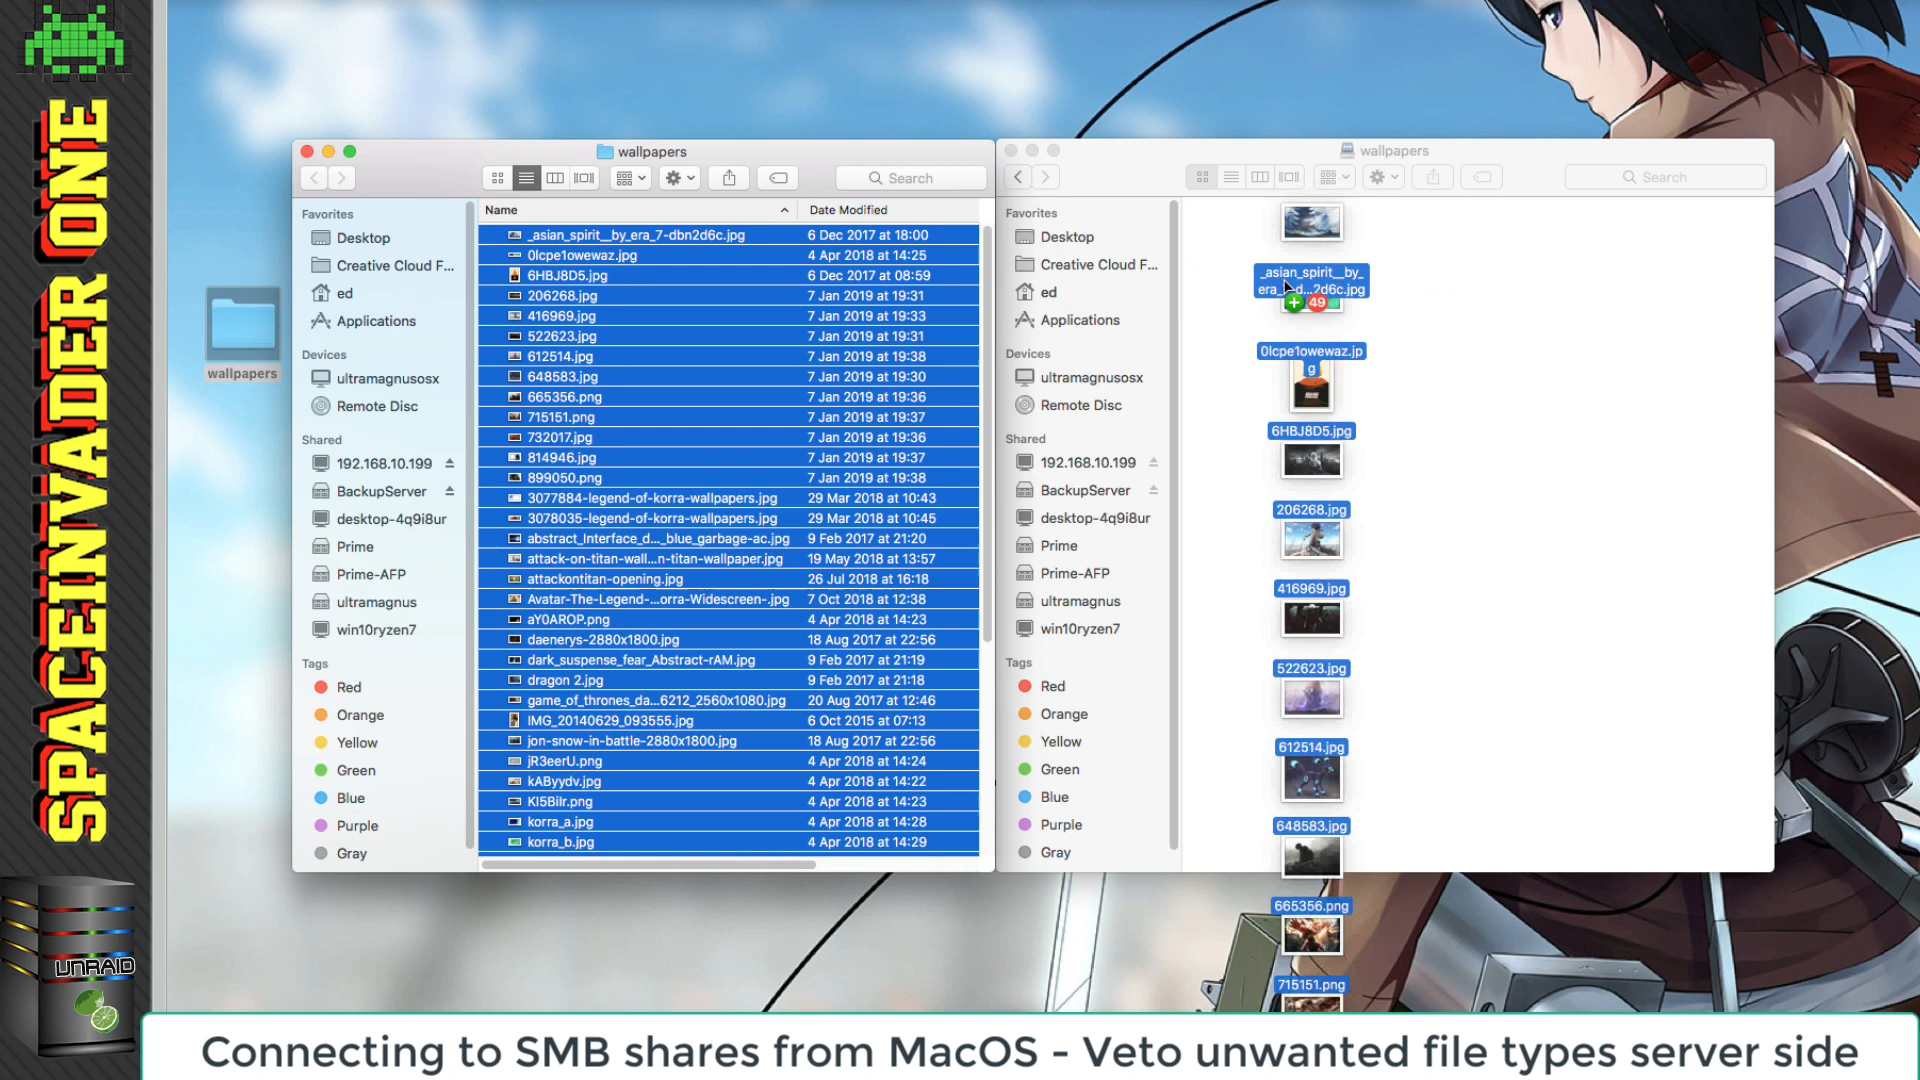 SPACEINVADER ONE
UNRAID
wallpapers
wallpapers
Search
Favorites
Desktop
Creative Cloud F...
ed
Applications
Devices
ultramagnusosx
Remote Disc
Shared
192.168.10.199
BackupServer
desktop-4q9i8ur
Prime
Prime-AFP
ultramagnus
win10ryzen7
Tags
Red
Orange
Yellow
Green
Blue
Purple
Gray
Name Date Modified
_asian_spirit__by_era_7-dbn2d6c.jpg 6 Dec 2017 at 18:00
0lcpe1owewaz.jpg 4 Apr 2018 at 14:25
6HBJ8D5.jpg 6 Dec 2017 at 08:59
206268.jpg 7 Jan 2019 at 19:31
416969.jpg 7 Jan 2019 at 19:33
522623.jpg 7 Jan 2019 at 19:31
612514.jpg 7 Jan 2019 at 19:38
648583.jpg 7 Jan 2019 at 19:30
665356.png 7 Jan 2019 at 19:36
715151.png 7 Jan 2019 at 19:37
732017.jpg 7 Jan 2019 at 19:36
814946.jpg 7 Jan 2019 at 19:37
899050.png 7 Jan 2019 at 19:38
3077884-legend-of-korra-wallpapers.jpg 29 Mar 2018 at 10:43
3078035-legend-of-korra-wallpapers.jpg 29 Mar 2018 at 10:45
abstract_Interface_d..._blue_garbage-ac.jpg 9 Feb 2017 at 21:20
attack-on-titan-wall...n-titan-wallpaper.jpg 19 May 2018 at 13:57
attackontitan-opening.jpg 26 Jul 2018 at 16:18
Avatar-The-Legend-...orra-Widescreen-.jpg 7 Oct 2018 at 12:38
aY0AROP.png 4 Apr 2018 at 14:23
daenerys-2880x1800.jpg 18 Aug 2017 at 22:56
dark_suspense_fear_Abstract-rAM.jpg 9 Feb 2017 at 21:19
dragon 2.jpg 9 Feb 2017 at 21:18
game_of_thrones_da...6212_2560x1080.jpg 20 Aug 2017 at 12:46
IMG_20140629_093555.jpg 6 Oct 2015 at 07:13
jon-snow-in-battle-2880x1800.jpg 18 Aug 2017 at 22:56
jR3eerU.png 4 Apr 2018 at 14:24
kAByydv.jpg 4 Apr 2018 at 14:22
KI5BiIr.png 4 Apr 2018 at 14:23
korra_a.jpg 4 Apr 2018 at 14:28
korra_b.jpg 4 Apr 2018 at 14:29
wallpapers
Search
Favorites
Desktop
Creative Cloud F...
ed
Applications
Devices
ultramagnusosx
Remote Disc
Shared
192.168.10.199
BackupServer
desktop-4q9i8ur
Prime
Prime-AFP
ultramagnus
win10ryzen7
Tags
Red
Orange
Yellow
Green
Blue
Purple
Gray
_asian_spirit__by_
era_...d...2d6c.jpg
49
0lcpe1owewaz.jp
g
6HBJ8D5.jpg
206268.jpg
416969.jpg
522623.jpg
612514.jpg
648583.jpg
665356.png
715151.png
Connecting to SMB shares from MacOS - Veto unwanted file types server side